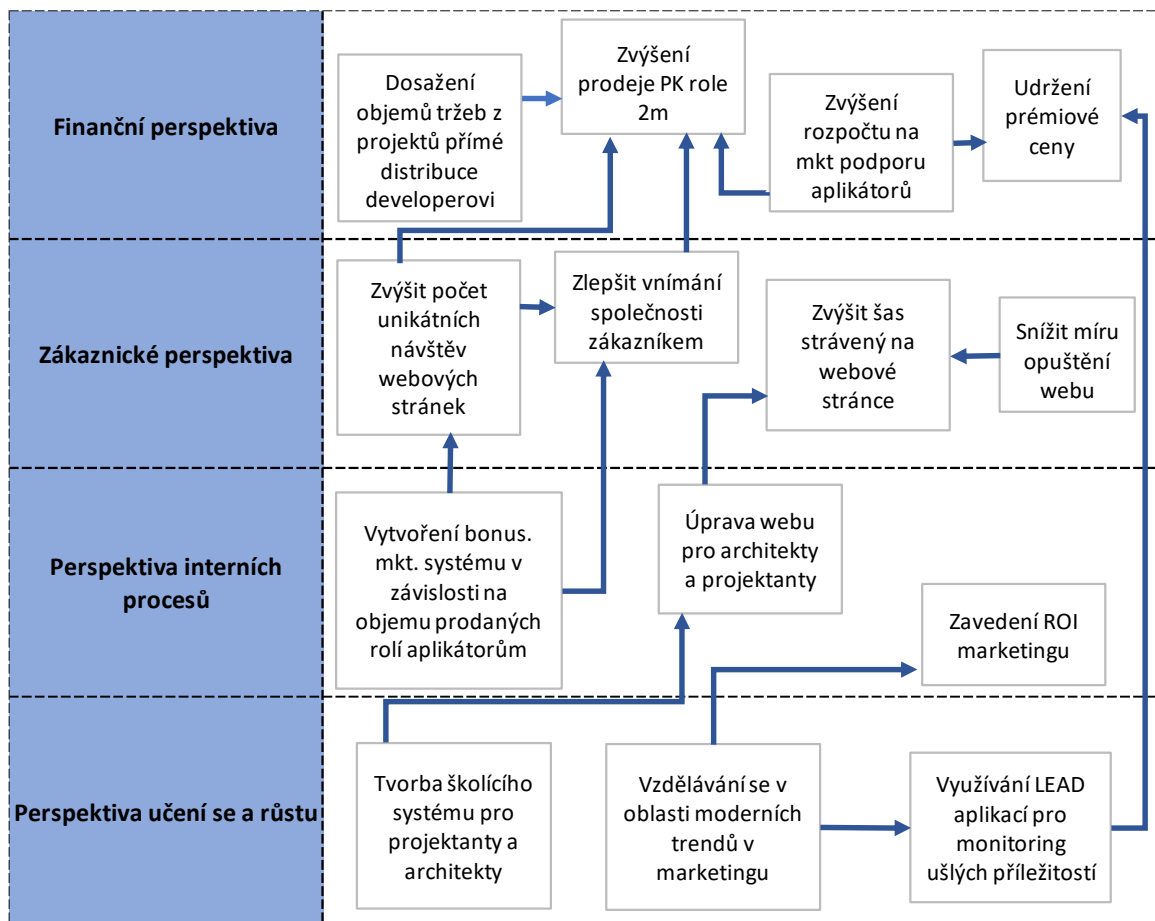 Finanční perspektiva
Dosažení
objemů tržeb z
projektů přímé
distribuce
developerovi
Zvýšení
prodeje PK role
2m
Zvýšení
rozpočtu na
mkt podporu
aplikátorů
Udržení
prémiové
ceny
Zákaznické perspektiva
Zvýšit počet
unikátních
návštěv
webových
stránek
Zlepšit vnímání
společnosti
zákazníkem
Zvýšit šas
strávený na
webové
stránce
Snížit míru
opuštění
webu
Perspektiva interních
procesů
Vytvoření bonus.
mkt. systému v
závislosti na
objemu prodaných
rolí aplikátorům
Úprava webu
pro architekty
a projektanty
Zavedení ROI
marketingu
Perspektiva učení se a růstu
Tvorba školícího
systému pro
projektanty a
architekty
Vzdělávání se v
oblasti moderních
trendů v
marketingu
Využívání LEAD
aplikací pro
monitoring
ušlých příležitostí